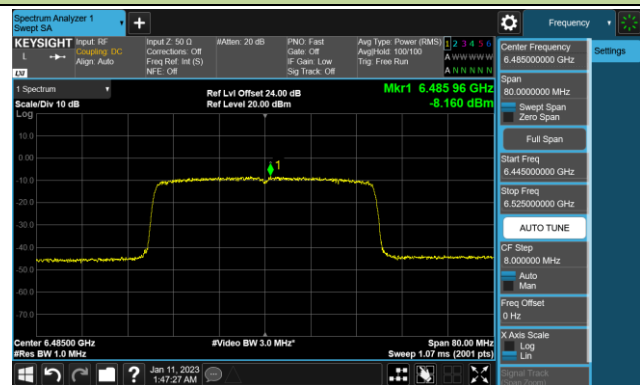 Spectrum Analyzer 1
Swept SA
+
Frequency
KEYSIGHT
L
LXI
Input: RF
Coupling: DC
Align: Auto
Input Z: 50 Ω
Corrections: Off
Freq Ref: Int (S)
NFE: Off
#Atten: 20 dB
PNO: Fast
Gate: Off
IF Gain: Low
Sig Track: Off
Avg Type: Power (RMS)
Avg|Hold: 100/100
Trig: Free Run
1 2 3 4 5 6
A W W W W W
A N N N N N
1 Spectrum
Scale/Div 10 dB
Log
Ref Lvl Offset 24.00 dB
Ref Level 20.00 dBm
Mkr1 6.485 96 GHz
-8.160 dBm
10.0
0.00
-10.0
-20.0
-30.0
-40.0
-50.0
-60.0
-70.0
1
Center 6.48500 GHz
#Res BW 1.0 MHz
#Video BW 3.0 MHz*
Span 80.00 MHz
Sweep 1.07 ms (2001 pts)
Center Frequency
6.485000000 GHz
Settings
Span
80.0000000 MHz
Swept Span
Zero Span
Full Span
Start Freq
6.445000000 GHz
Stop Freq
6.525000000 GHz
AUTO TUNE
CF Step
8.000000 MHz
Auto
Man
Freq Offset
0 Hz
X Axis Scale
Log
Lin
Signal Track
(Span Zoom)
?
Jan 11, 2023
1:47:27 AM